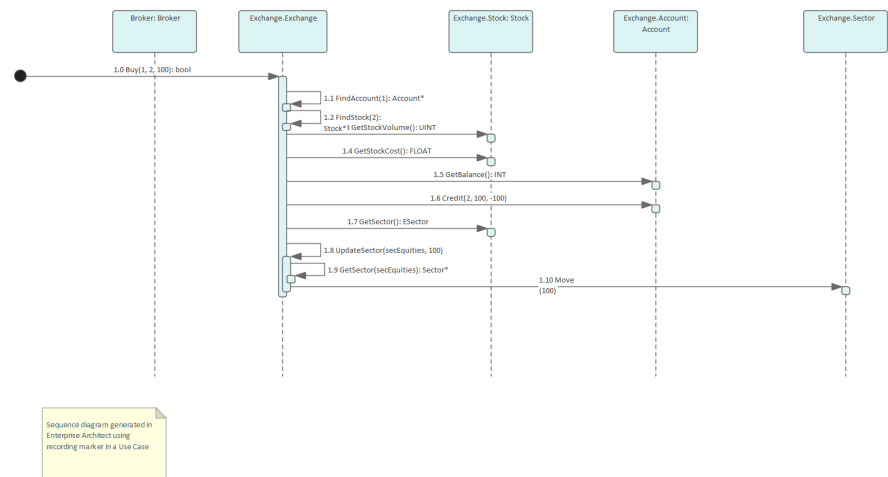 Broker: Broker
Exchange.Exchange
Exchange.Stock: Stock
Exchange.Account:
Account
Exchange.Sector
1.0 Buy(1, 2, 100): bool
1.1 FindAccount(1): Account*
1.2 FindStock(2):
Stock*
GetStockVolume(): UINT
1.4 GetStockCost(): FLOAT
1.5 GetBalance(): INT
1.6 Credit(2, 100, -100)
1.7 GetSector(): ESector
1.8 UpdateSector(secEquities, 100)
1.9 GetSector(secEquities): Sector*
1.10 Move
(100)
Sequence diagram generated in
Enterprise Architect using
recording marker in a Use Case